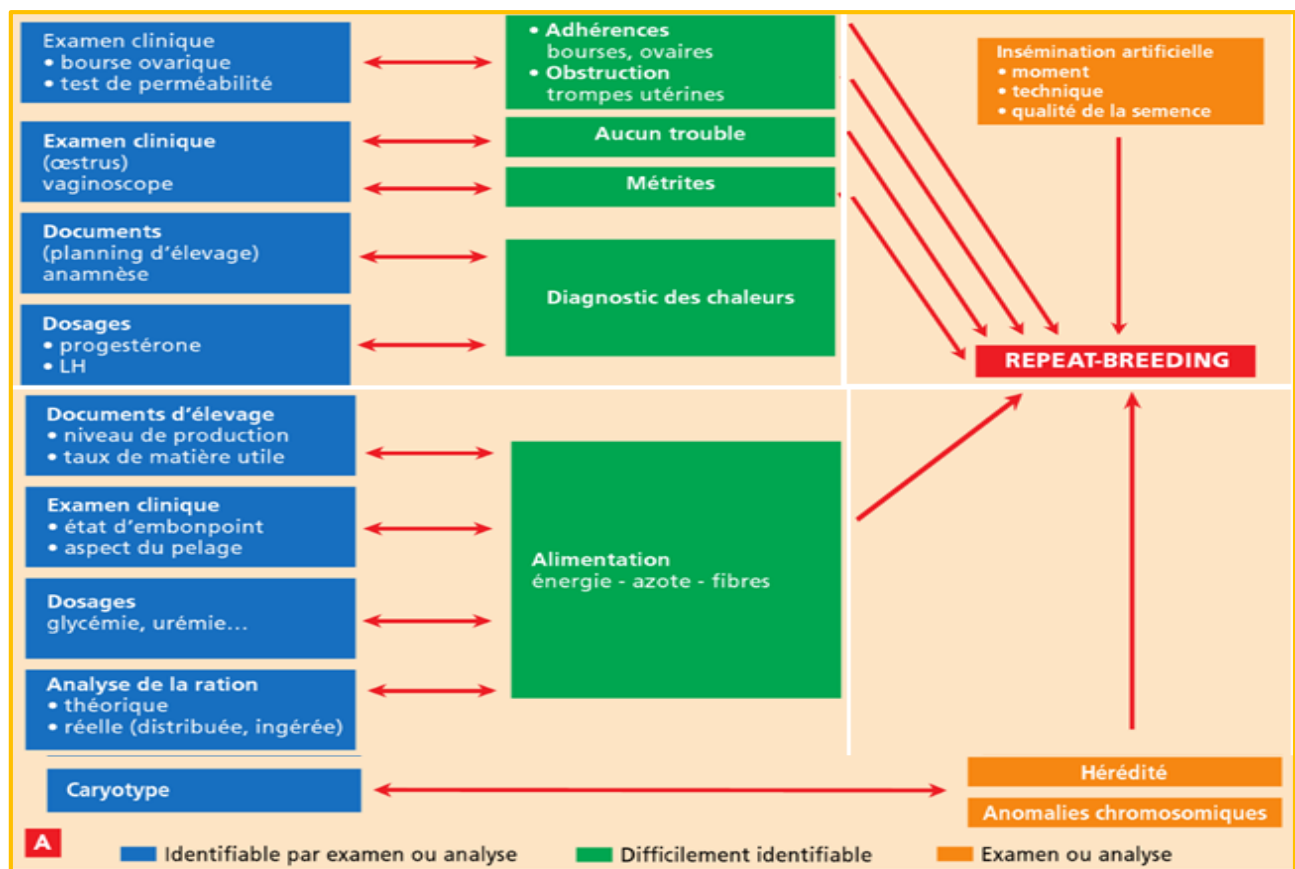 Examen clinique
• bourse ovarique
• test de perméabilité
• Adhérences
bourses, ovaires
• Obstruction
trompes utérines
Insémination artificielle
• moment
• technique
• qualité de la semence
Examen clinique
(œstrus)
vaginoscope
Aucun trouble
Métrites
Documents
(planning d'élevage)
anamnèse
Diagnostic des chaleurs
Dosages
• progestérone
• LH
REPEAT-BREEDING
Documents d'élevage
• niveau de production
• taux de matière utile
Examen clinique
• état d'embonpoint
• aspect du pelage
Alimentation
énergie - azote - fibres
Dosages
glycémie, urémie...
Analyse de la ration
• théorique
• réelle (distribuée, ingérée)
Caryotype
Hérédité
Anomalies chromosomiques
A
Identifiable par examen ou analyse
Difficilement identifiable
Examen ou analyse